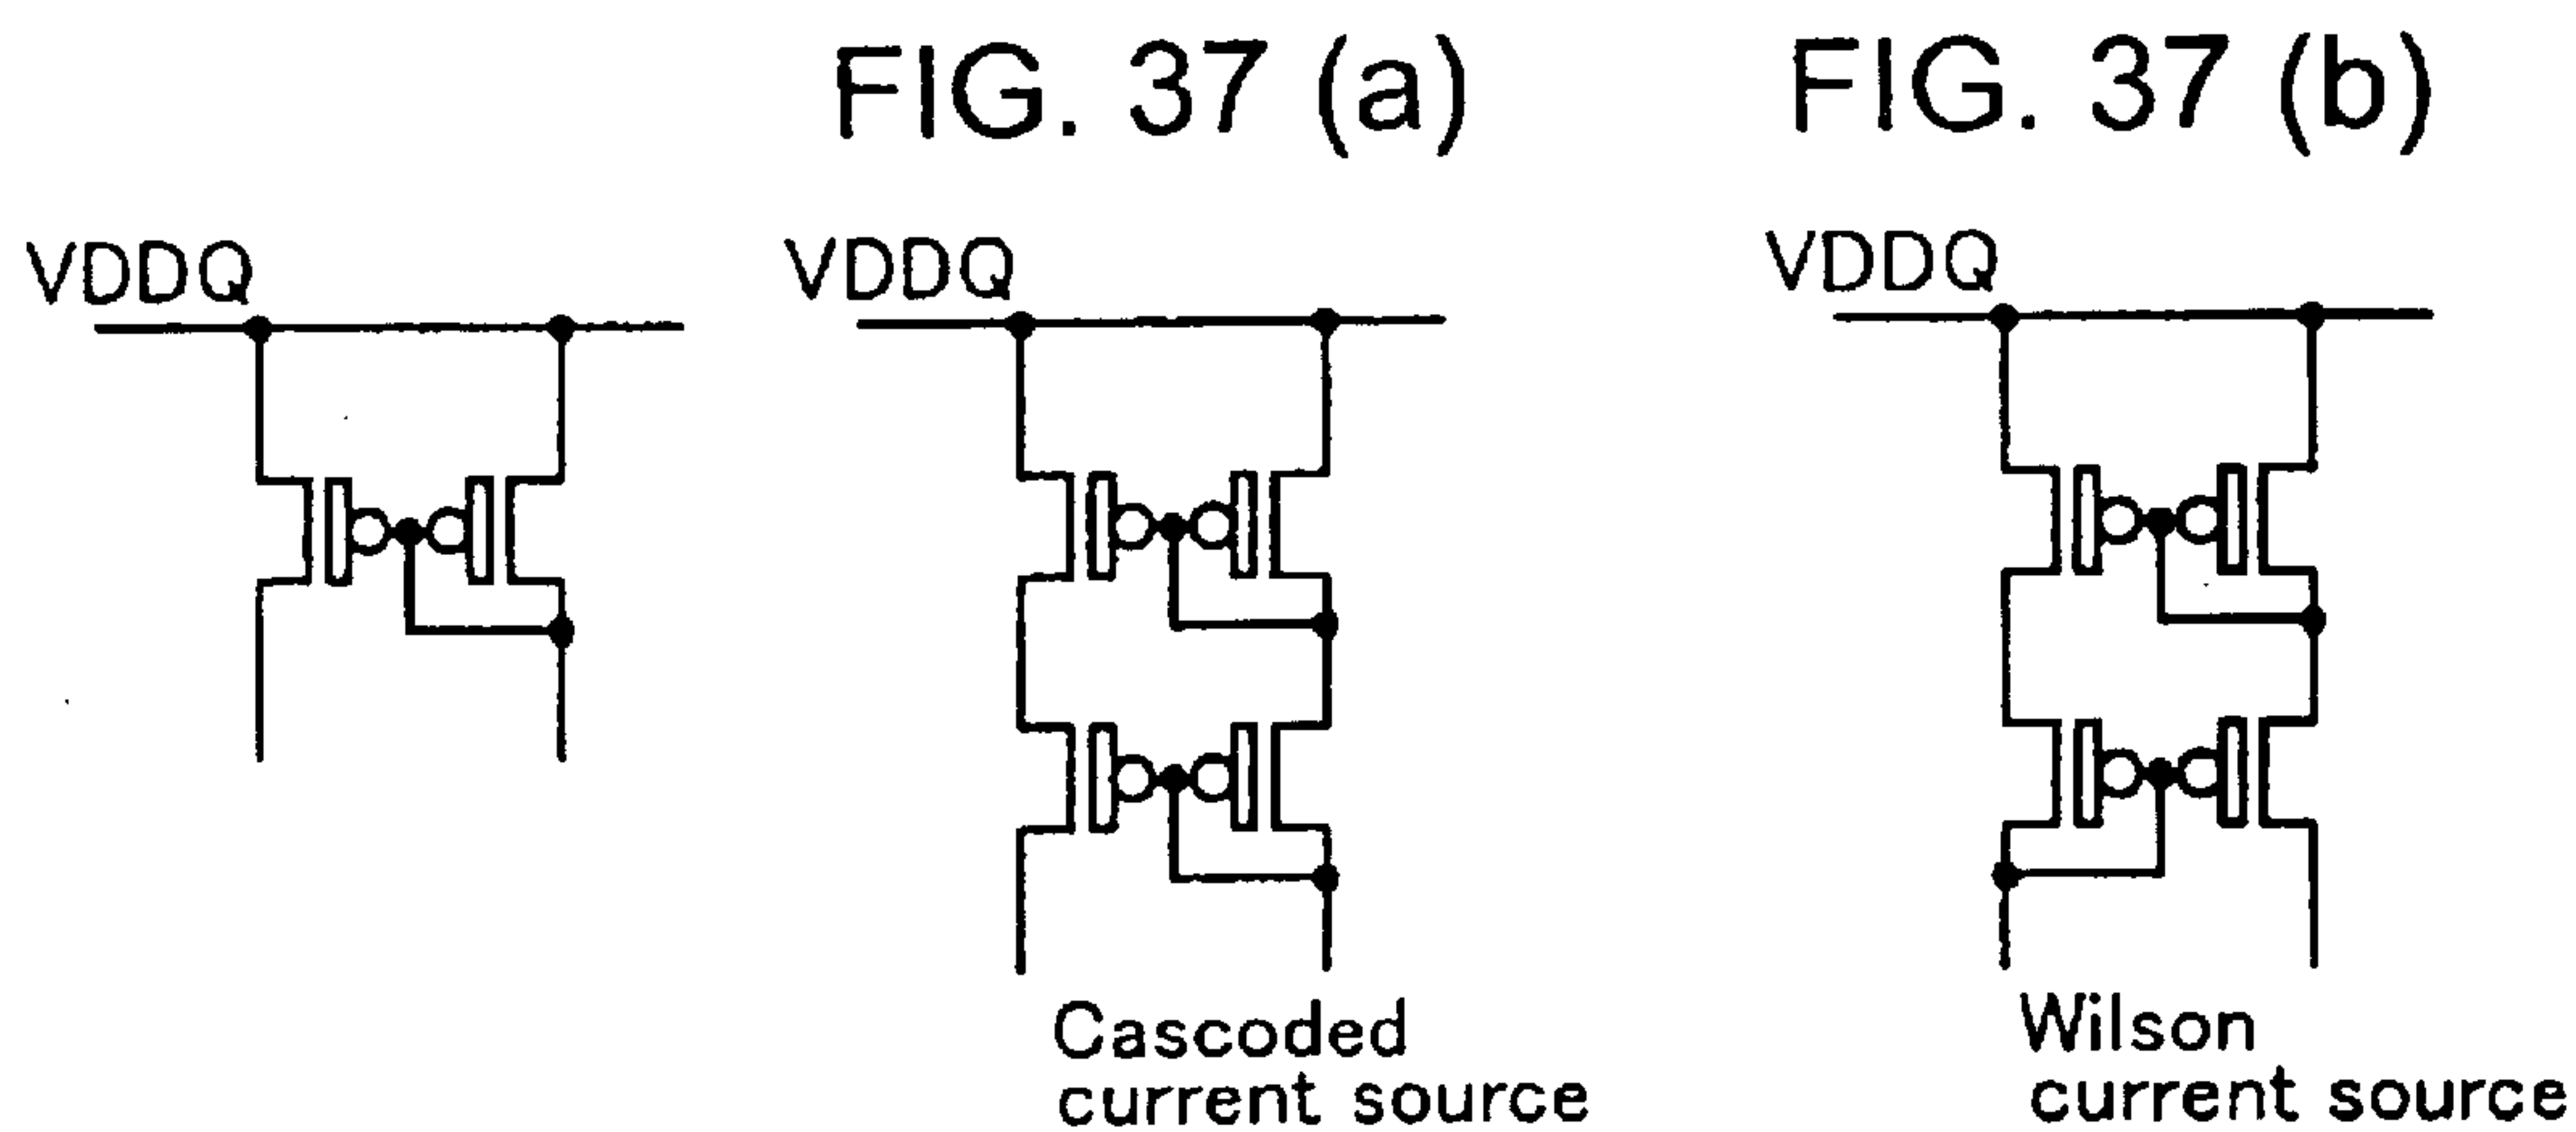 FIG. 37 (a)
FIG. 37 (b)
VDDQ
VDDQ
VDDQ
Cascoded
current source
Wilson
current source